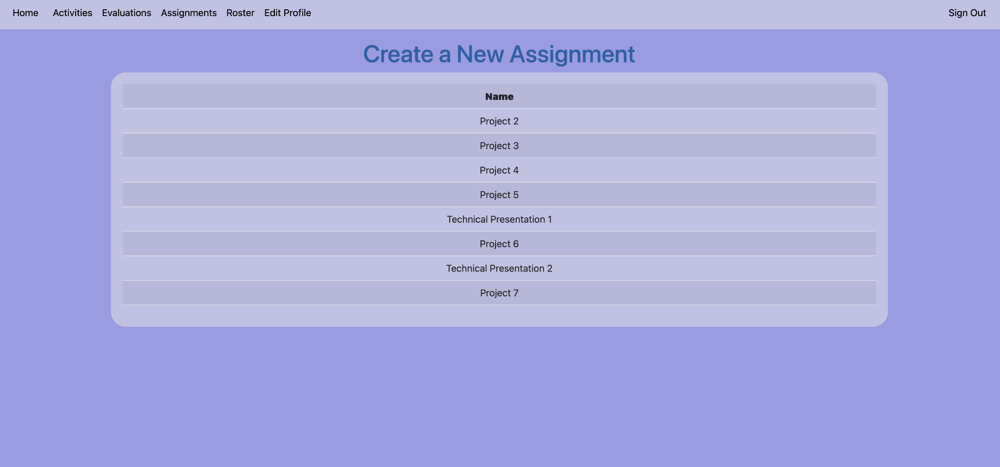 Home Activities Evaluations Assignments Roster Edit Profile Sign Out
Create a New Assignment
Name
Project 2
Project 3
Project 4
Project 5
Technical Presentation 1
Project 6
Technical Presentation 2
Project 7